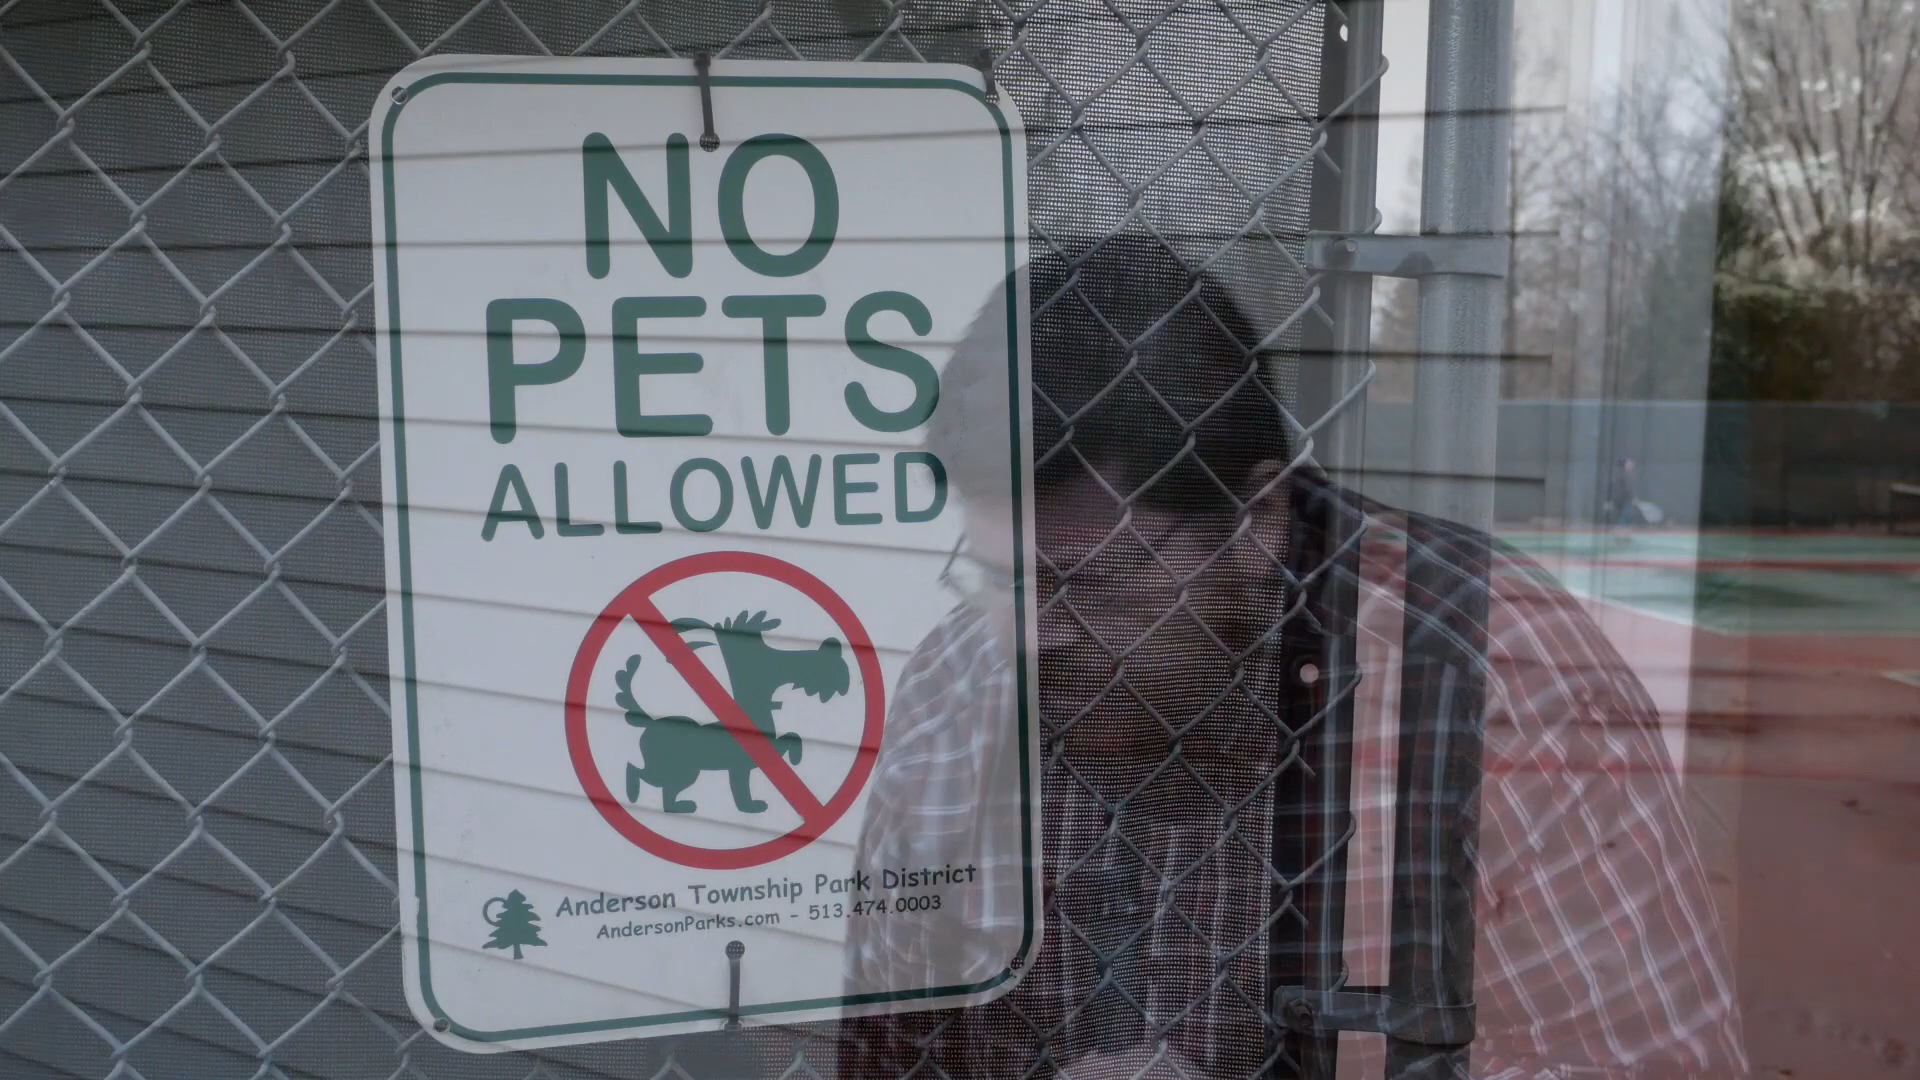 NO
PETS
ALLOWED
Anderson Township Park District
AndersonParks.com - 513.474.0003